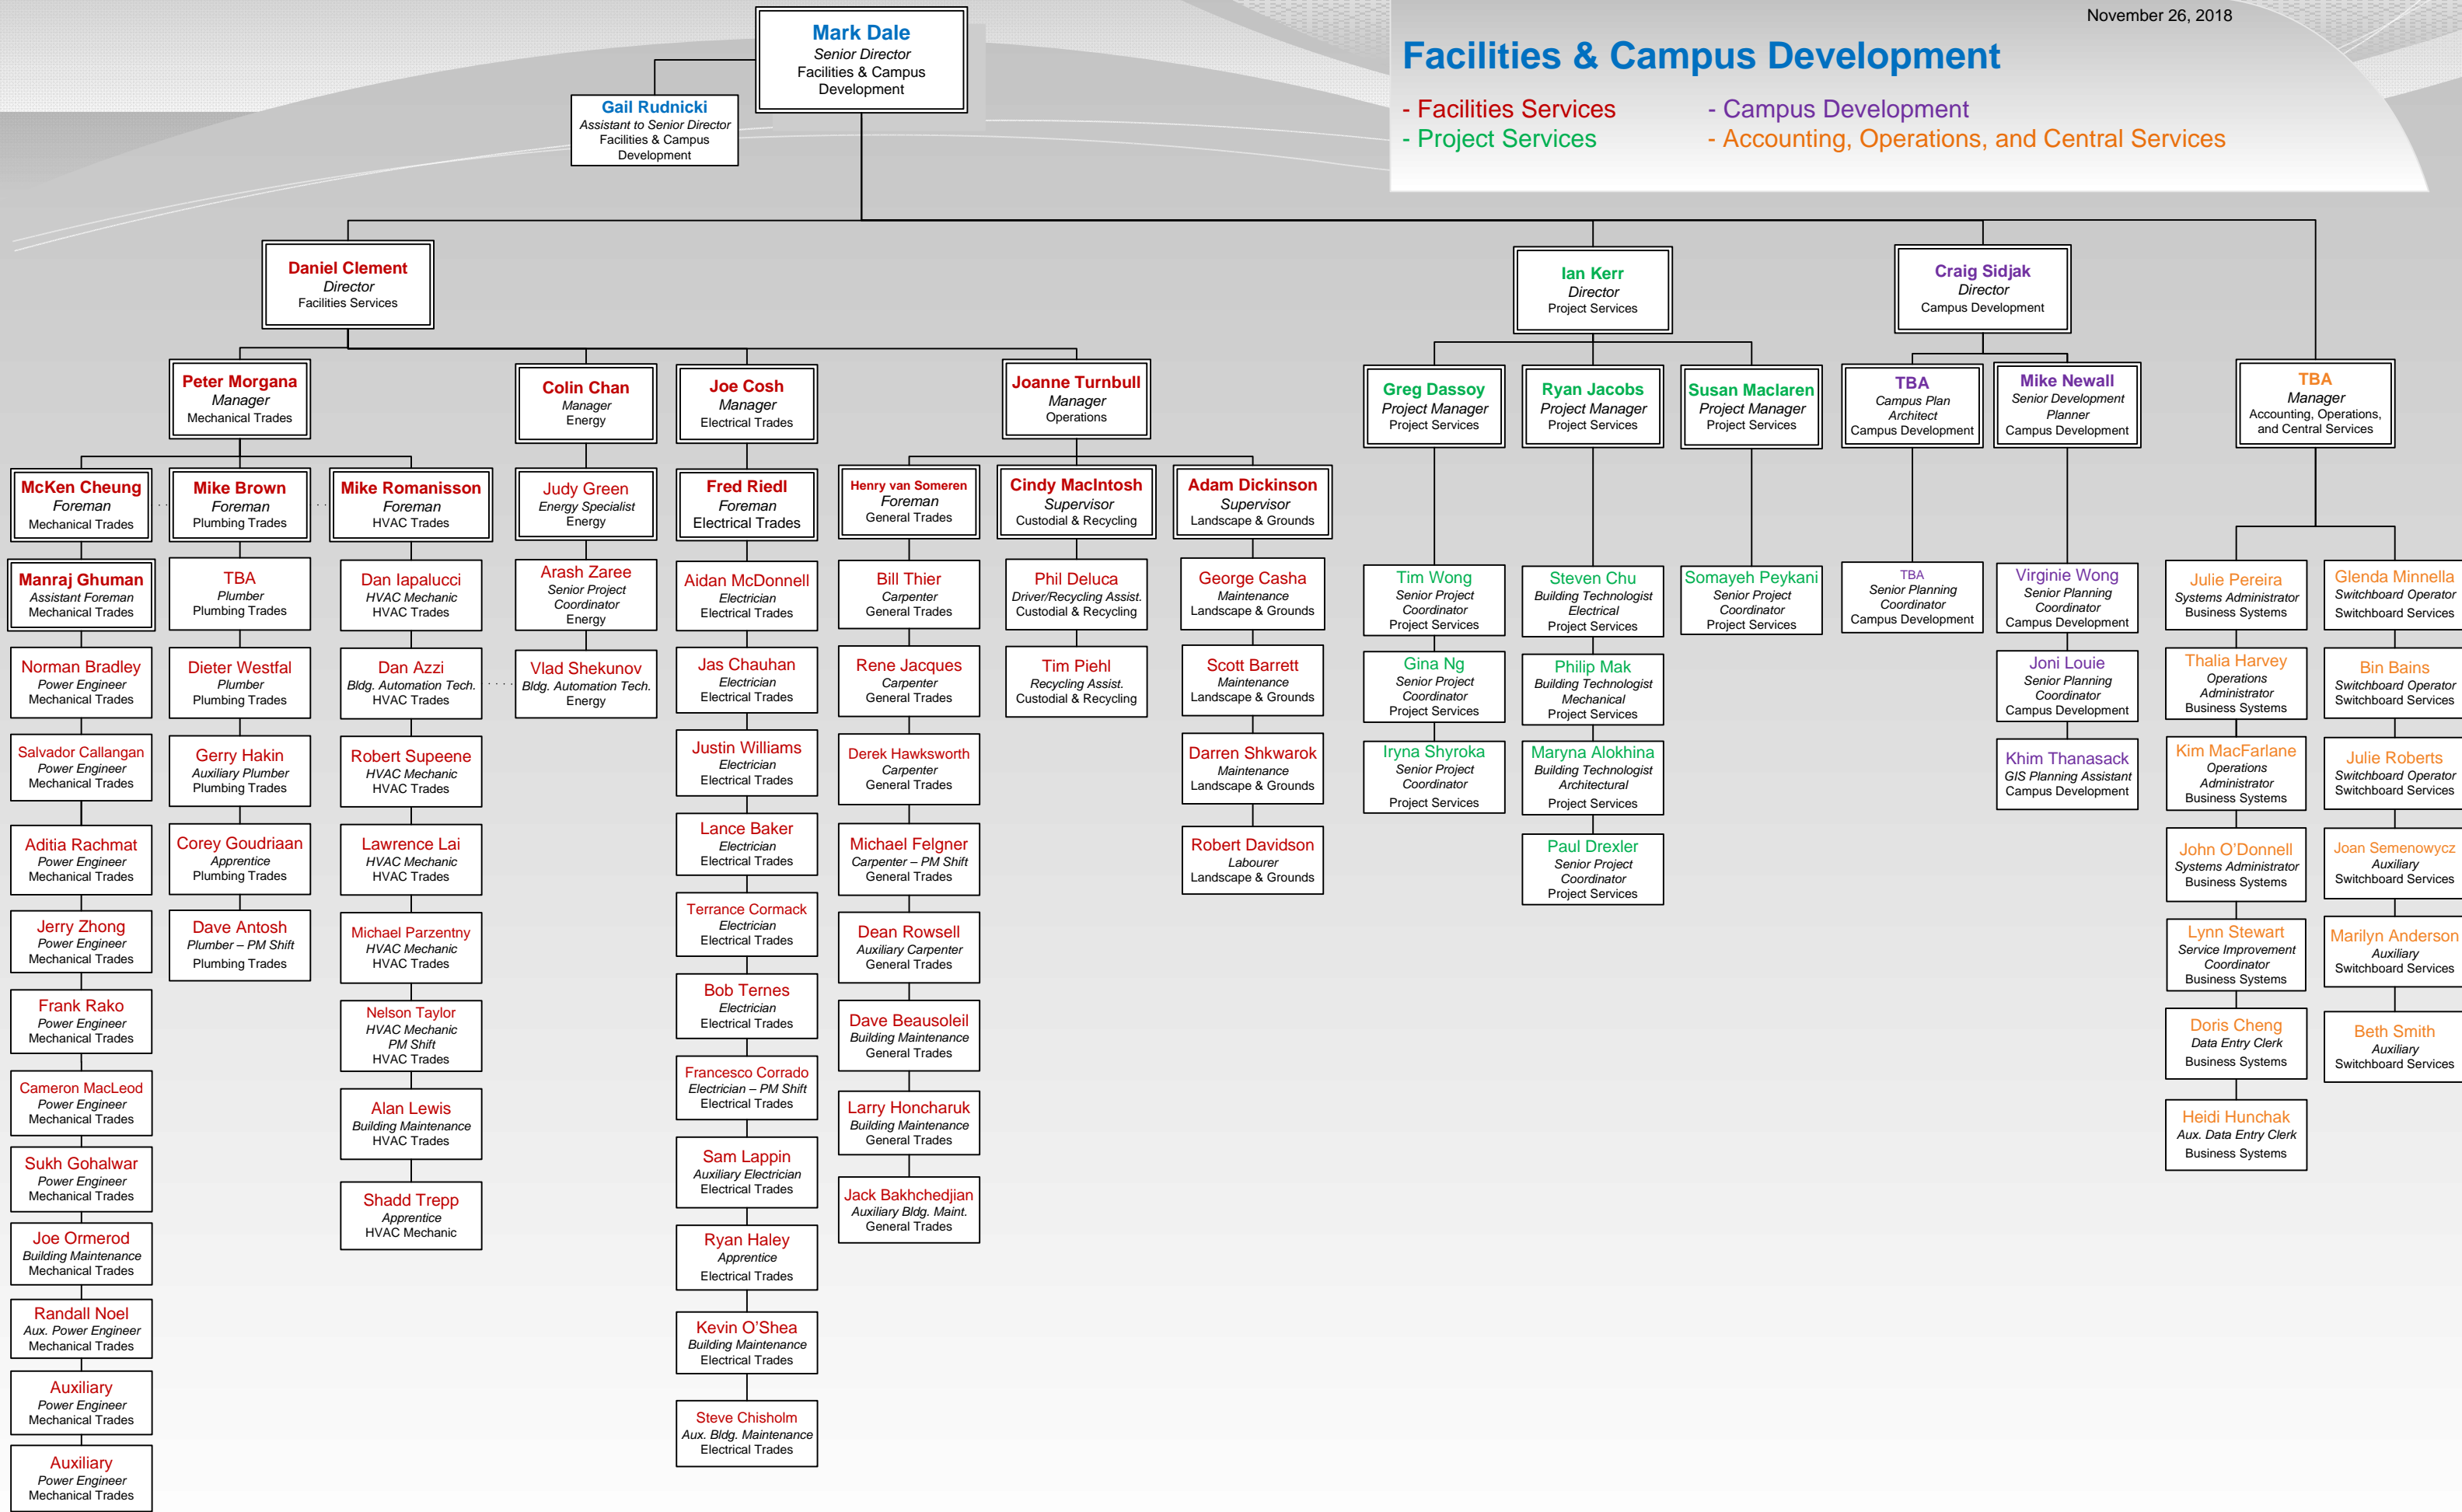 November 26, 2018
Facilities & Campus Development
- Facilities Services
- Campus Development
- Project Services
- Accounting, Operations, and Central Services
Mark Dale
Senior Director
Facilities & Campus
Development
Gail Rudnicki
Assistant to Senior Director
Facilities & Campus
Development
Daniel Clement
Director
Facilities Services
Ian Kerr
Director
Project Services
Craig Sidjak
Director
Campus Development
Peter Morgana
Manager
Mechanical Trades
Colin Chan
Manager
Energy
Joe Cosh
Manager
Electrical Trades
Joanne Turnbull
Manager
Operations
Greg Dassoy
Project Manager
Project Services
Ryan Jacobs
Project Manager
Project Services
Susan Maclaren
Project Manager
Project Services
TBA
Campus Plan
Architect
Campus Development
Mike Newall
Senior Development
Planner
Campus Development
TBA
Manager
Accounting, Operations,
and Central Services
McKen Cheung
Foreman
Mechanical Trades
Manraj Ghuman
Assistant Foreman
Mechanical Trades
Norman Bradley
Power Engineer
Mechanical Trades
Salvador Callangan
Power Engineer
Mechanical Trades
Aditia Rachmat
Power Engineer
Mechanical Trades
Jerry Zhong
Power Engineer
Mechanical Trades
Frank Rako
Power Engineer
Mechanical Trades
Cameron MacLeod
Power Engineer
Mechanical Trades
Sukh Gohalwar
Power Engineer
Mechanical Trades
Joe Ormerod
Building Maintenance
Mechanical Trades
Randall Noel
Aux. Power Engineer
Mechanical Trades
Auxiliary
Power Engineer
Mechanical Trades
Auxiliary
Power Engineer
Mechanical Trades
Mike Brown
Foreman
Plumbing Trades
TBA
Plumber
Plumbing Trades
Dieter Westfal
Plumber
Plumbing Trades
Gerry Hakin
Auxiliary Plumber
Plumbing Trades
Corey Goudriaan
Apprentice
Plumbing Trades
Dave Antosh
Plumber – PM Shift
Plumbing Trades
Mike Romanisson
Foreman
HVAC Trades
Dan Iapalucci
HVAC Mechanic
HVAC Trades
Dan Azzi
Bldg. Automation Tech.
HVAC Trades
Robert Supeene
HVAC Mechanic
HVAC Trades
Lawrence Lai
HVAC Mechanic
HVAC Trades
Michael Parzentny
HVAC Mechanic
HVAC Trades
Nelson Taylor
HVAC Mechanic
PM Shift
HVAC Trades
Alan Lewis
Building Maintenance
HVAC Trades
Shadd Trepp
Apprentice
HVAC Mechanic
Judy Green
Energy Specialist
Energy
Arash Zaree
Senior Project
Coordinator
Energy
Vlad Shekunov
Bldg. Automation Tech.
Energy
Fred Riedl
Foreman
Electrical Trades
Aidan McDonnell
Electrician
Electrical Trades
Jas Chauhan
Electrician
Electrical Trades
Justin Williams
Electrician
Electrical Trades
Lance Baker
Electrician
Electrical Trades
Terrance Cormack
Electrician
Electrical Trades
Bob Ternes
Electrician
Electrical Trades
Francesco Corrado
Electrician – PM Shift
Electrical Trades
Sam Lappin
Auxiliary Electrician
Electrical Trades
Ryan Haley
Apprentice
Electrical Trades
Kevin O'Shea
Building Maintenance
Electrical Trades
Steve Chisholm
Aux. Bldg. Maintenance
Electrical Trades
Henry van Someren
Foreman
General Trades
Bill Thier
Carpenter
General Trades
Rene Jacques
Carpenter
General Trades
Derek Hawksworth
Carpenter
General Trades
Michael Felgner
Carpenter – PM Shift
General Trades
Dean Rowsell
Auxiliary Carpenter
General Trades
Dave Beausoleil
Building Maintenance
General Trades
Larry Honcharuk
Building Maintenance
General Trades
Jack Bakhchedjian
Auxiliary Bldg. Maint.
General Trades
Cindy MacIntosh
Supervisor
Custodial & Recycling
Phil Deluca
Driver/Recycling Assist.
Custodial & Recycling
Tim Piehl
Recycling Assist.
Custodial & Recycling
Adam Dickinson
Supervisor
Landscape & Grounds
George Casha
Maintenance
Landscape & Grounds
Scott Barrett
Maintenance
Landscape & Grounds
Darren Shkwarok
Maintenance
Landscape & Grounds
Robert Davidson
Labourer
Landscape & Grounds
Tim Wong
Senior Project
Coordinator
Project Services
Gina Ng
Senior Project
Coordinator
Project Services
Iryna Shyroka
Senior Project
Coordinator
Project Services
Steven Chu
Building Technologist
Electrical
Project Services
Philip Mak
Building Technologist
Mechanical
Project Services
Maryna Alokhina
Building Technologist
Architectural
Project Services
Paul Drexler
Senior Project
Coordinator
Project Services
Somayeh Peykani
Senior Project
Coordinator
Project Services
TBA
Senior Planning
Coordinator
Campus Development
Virginie Wong
Senior Planning
Coordinator
Campus Development
Joni Louie
Senior Planning
Coordinator
Campus Development
Khim Thanasack
GIS Planning Assistant
Campus Development
Julie Pereira
Systems Administrator
Business Systems
Thalia Harvey
Operations
Administrator
Business Systems
Kim MacFarlane
Operations
Administrator
Business Systems
John O'Donnell
Systems Administrator
Business Systems
Lynn Stewart
Service Improvement
Coordinator
Business Systems
Doris Cheng
Data Entry Clerk
Business Systems
Heidi Hunchak
Aux. Data Entry Clerk
Business Systems
Glenda Minnella
Switchboard Operator
Switchboard Services
Bin Bains
Switchboard Operator
Switchboard Services
Julie Roberts
Switchboard Operator
Switchboard Services
Joan Semenowycz
Auxiliary
Switchboard Services
Marilyn Anderson
Auxiliary
Switchboard Services
Beth Smith
Auxiliary
Switchboard Services